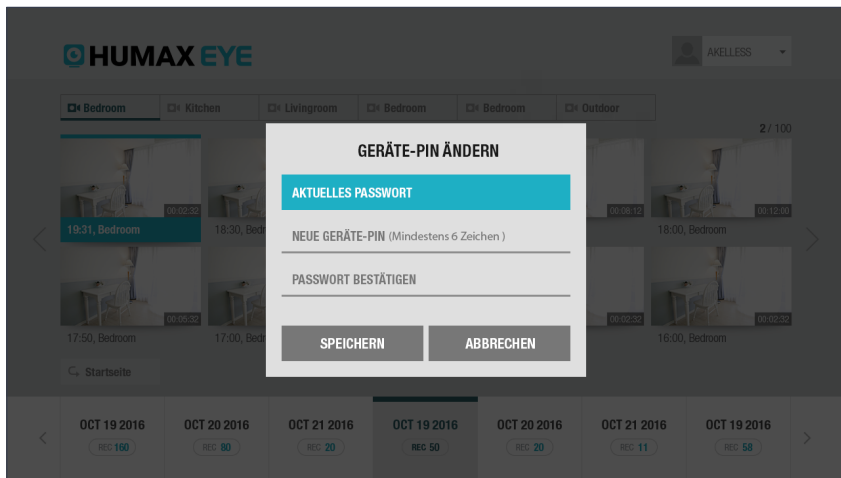 HUMAX EYE
AKELLESS
Bedroom
Kitchen
Livingroom
Bedroom
Bedroom
Outdoor
2 / 100
GERÄTE-PIN ÄNDERN
AKTUELLES PASSWORT
NEUE GERÄTE-PIN (Mindestens 6 Zeichen )
PASSWORT BESTÄTIGEN
SPEICHERN
ABBRECHEN
00:02:32
00:08:12
00:12:00
19:31, Bedroom
18:30, Bedr
18:00, Bedroom
00:05:32
00:02:32
00:02:32
17:50, Bedroom
17:00, Bedr
16:00, Bedroom
Startseite
OCT 19 2016
REC 160
OCT 20 2016
REC 80
OCT 21 2016
REC 20
OCT 19 2016
REC 50
OCT 20 2016
REC 20
OCT 21 2016
REC 11
OCT 19 2016
REC 58